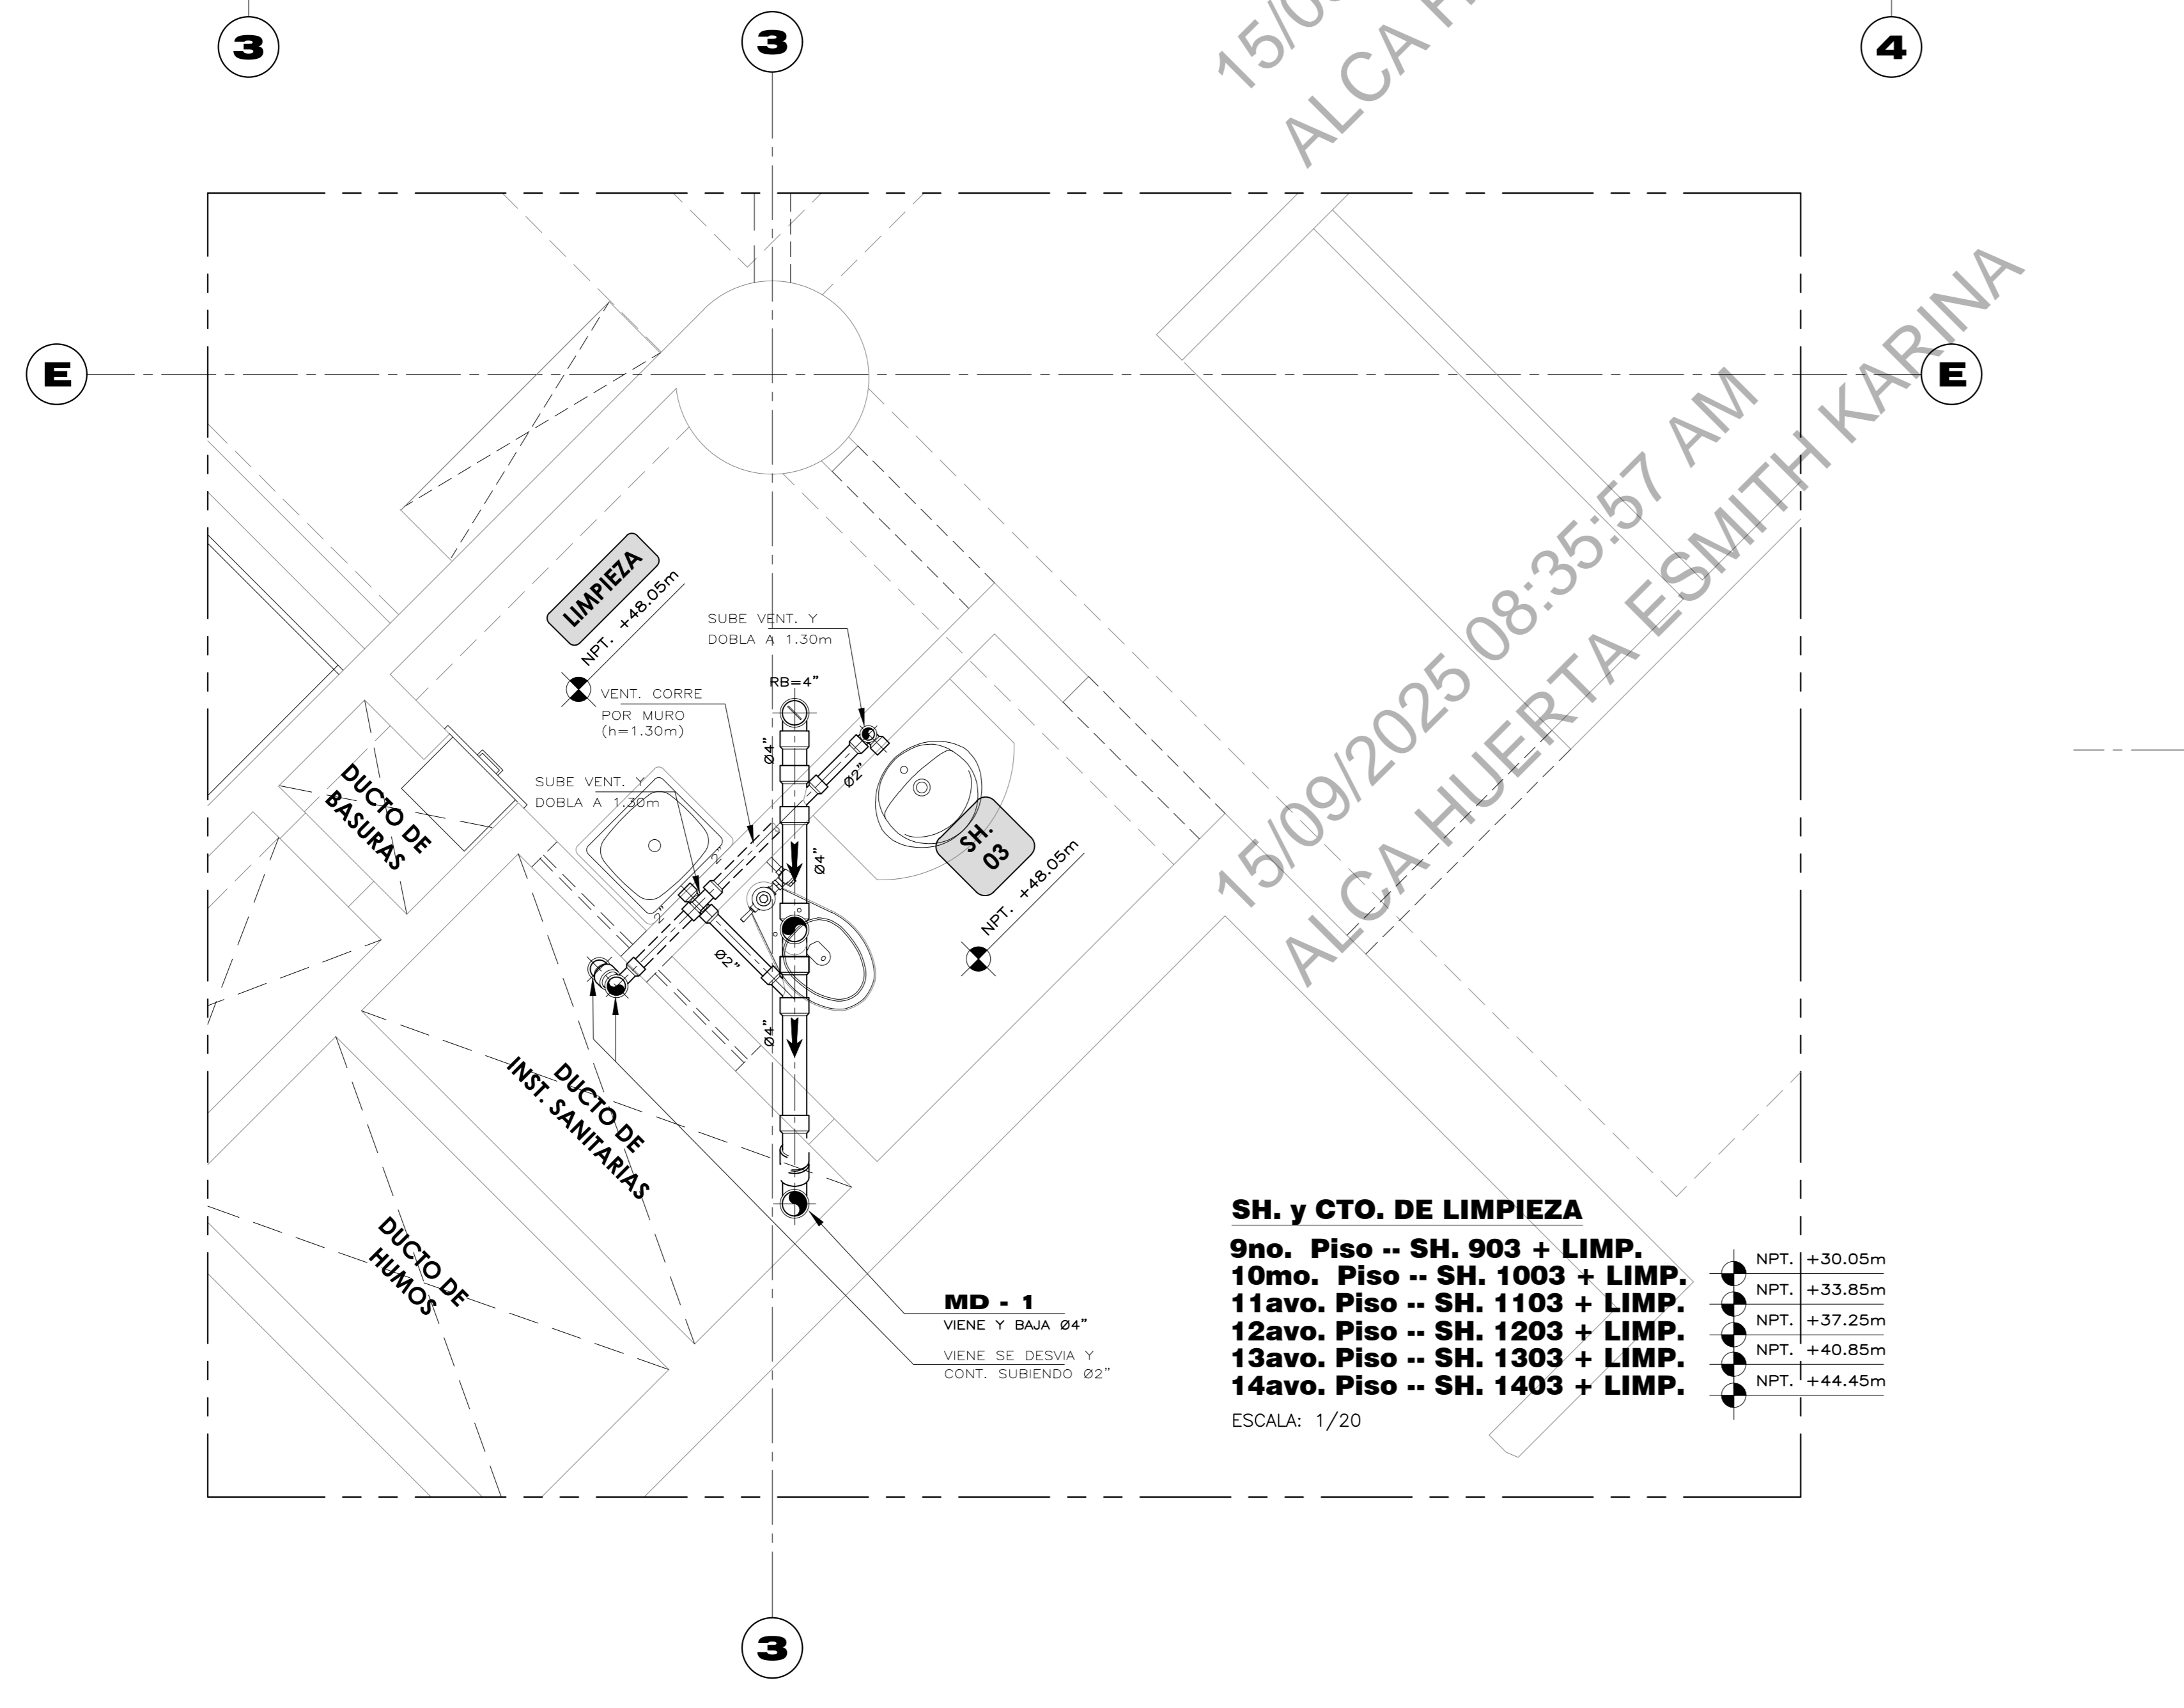 3
3
4
15/0
ALCA H
E
E
LIMPIEZA
NPT. +48.05m
SUBE VENT. Y
DOBLA A 1.30m
RB=4"
VENT. CORRE
POR MURO
(h=1.30m)
Ø4"
Ø2"
SUBE VENT. Y
DOBLA A 1.30m
DUCTO DE
BASURAS
2"
2"
Ø4"
SH.
03
NPT. +48.05m
Ø2"
Ø4"
15/09/2025 08:35:57 AM
ALCA HUERTA ESMITH KARINA
DUCTO DE
INST. SANITARIAS
DUCTO DE
HUMOS
MD - 1
VIENE Y BAJA Ø4"
VIENE SE DESVIA Y
CONT. SUBIENDO Ø2"
SH. y CTO. DE LIMPIEZA
9no. Piso -- SH. 903 + LIMP.
10mo. Piso -- SH. 1003 + LIMP.
11avo. Piso -- SH. 1103 + LIMP.
12avo. Piso -- SH. 1203 + LIMP.
13avo. Piso -- SH. 1303 + LIMP.
14avo. Piso -- SH. 1403 + LIMP.
NPT. +30.05m
NPT. +33.85m
NPT. +37.25m
NPT. +40.85m
NPT. +44.45m
ESCALA: 1/20
3